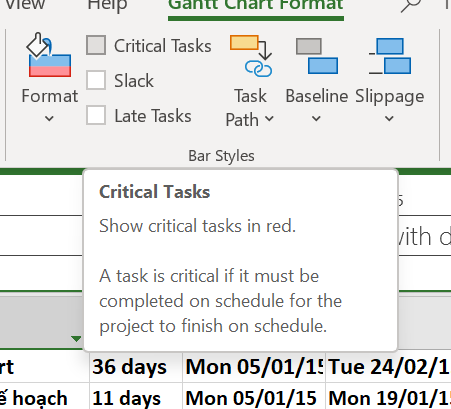 View Help Gantt Chart Format
Critical Tasks
Slack
Late Tasks
Format
Task
Path
Baseline
Slippage
Bar Styles
Critical Tasks
Show critical tasks in red.
A task is critical if it must be
completed on schedule for the
project to finish on schedule.
5
with d
rt 36 days Mon 05/01/15 Tue 24/02/1
ế hoạch 11 days Mon 05/01/15 Mon 19/01/15